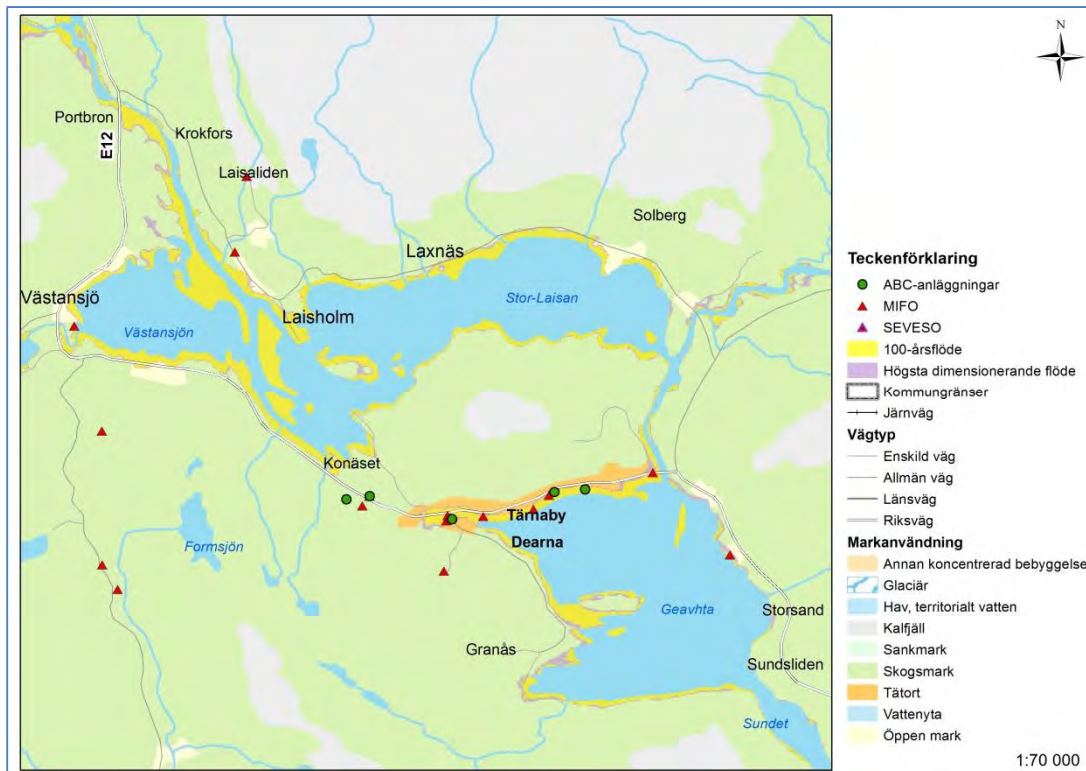 N
Portbron
E12
Krokfors
Laisaliden
Solberg
Laxnäs
Västansjö
Stor-Laisan
Västansjön
Laisholm
Konäset
Tärnaby
Dearna
Formsjön
Geavhta
Storsand
Granås
Sundsliden
Sundet
Teckenförklaring
ABC-anläggningar
MIFO
SEVESO
100-årsflöde
Högsta dimensionerande flöde
Kommungränser
Järnväg
Vägtyp
Enskild väg
Allmän väg
Länsväg
Riksväg
Markanvändning
Annan koncentrerad bebyggelse
Glaciär
Hav, territorialt vatten
Kalfjäll
Sankmark
Skogsmark
Tätort
Vattenyta
Öppen mark
1:70 000